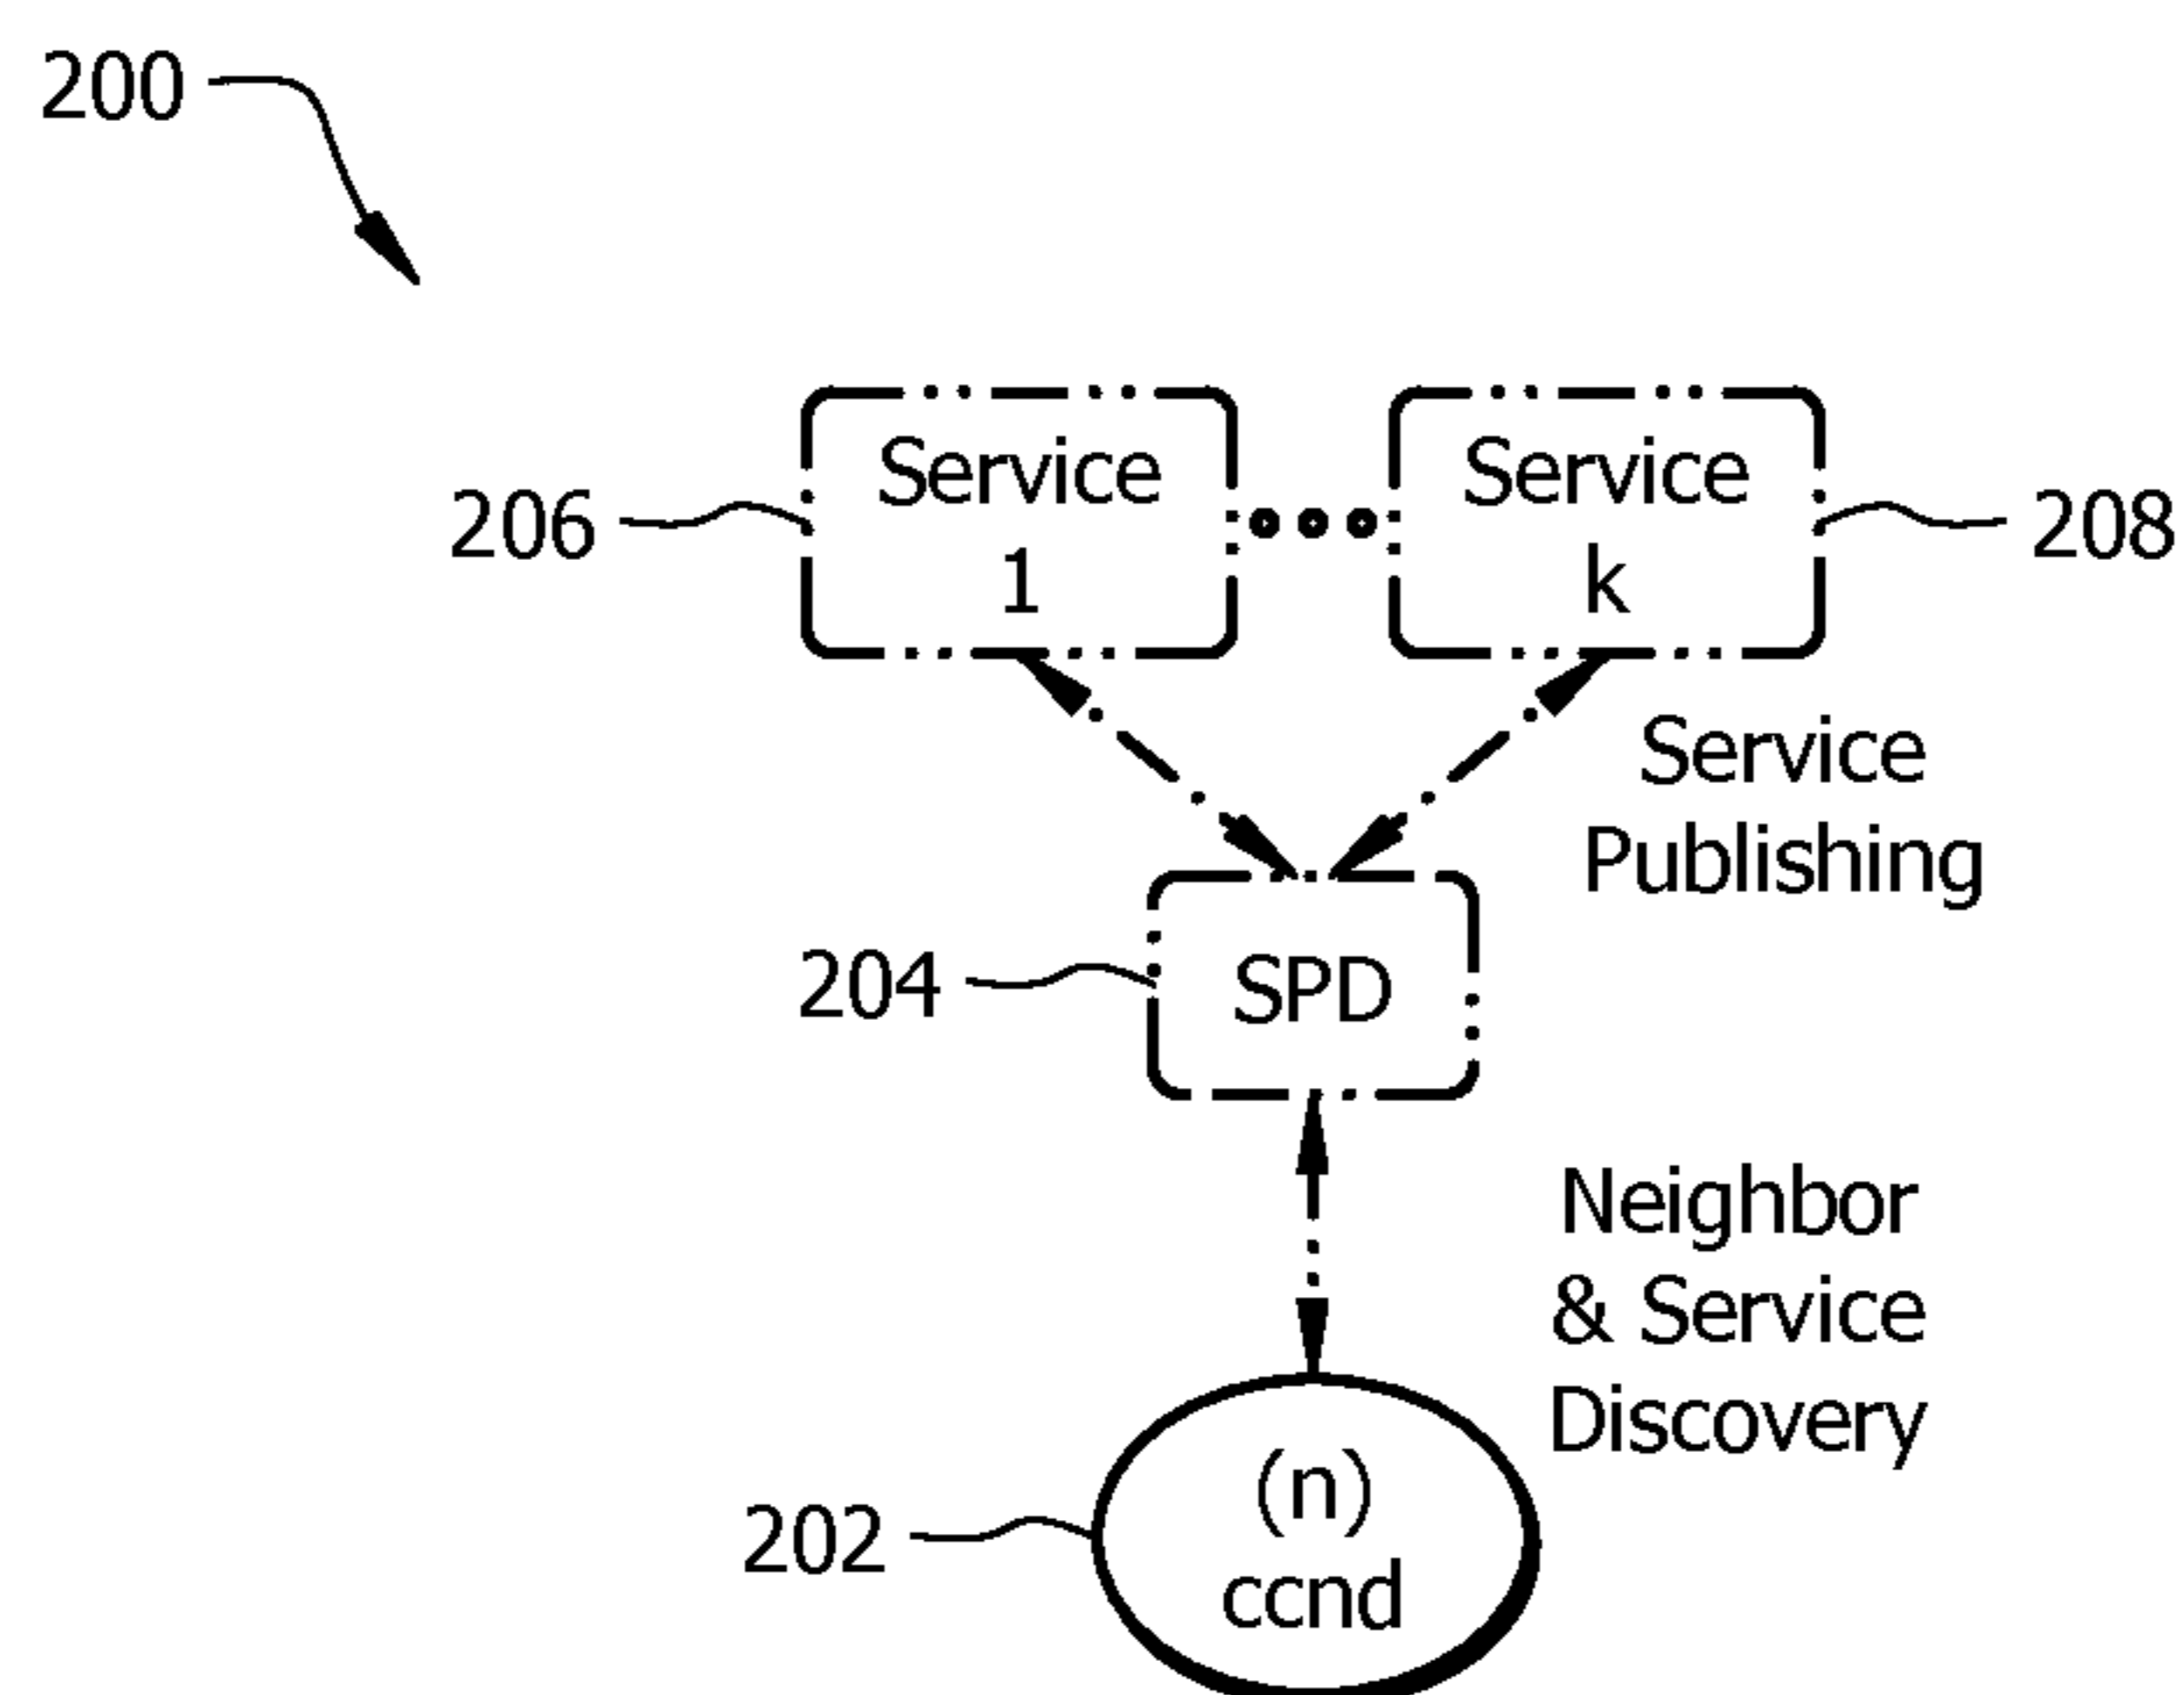 200
Service
1
Service
k
206
208
Service
Publishing
204
SPD
Neighbor
& Service
Discovery
202
(n)
ccnd